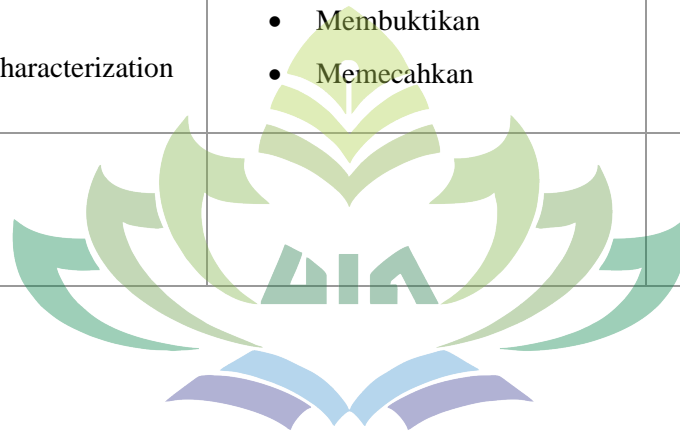 • Membuktikan
haracterization
• Memecahkan
UIN